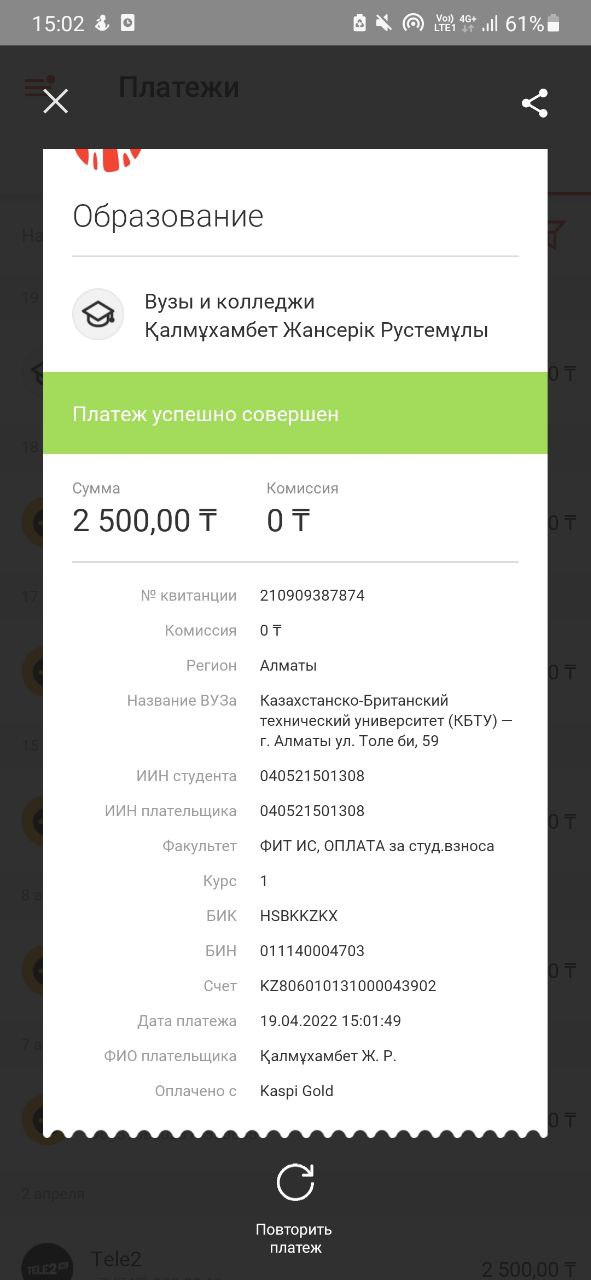 15:02
Vo)) 4G+
LTE1
61%
Платежи
Образование
Вузы и колледжи
Қалмұхамбет Жансерік Рустемұлы
Платеж успешно совершен
Сумма Комиссия
2 500,00 ₸ 0 ₸
№ квитанции 210909387874
Комиссия 0 ₸
Регион Алматы
Название ВУЗа Казахстанско-Британский
технический университет (КБТУ) —
г. Алматы ул. Толе би, 59
ИИН студента 040521501308
ИИН плательщика 040521501308
Факультет ФИТ ИС, ОПЛАТА за студ.взноса
Курс 1
БИК HSBKKZKX
БИН 011140004703
Счет KZ806010131000043902
Дата платежа 19.04.2022 15:01:49
ФИО плательщика Қалмұхамбет Ж. Р.
Оплачено с Kaspi Gold
2 апреля
Повторить
платеж
TELE2 Tele2
2 500,00 ₸